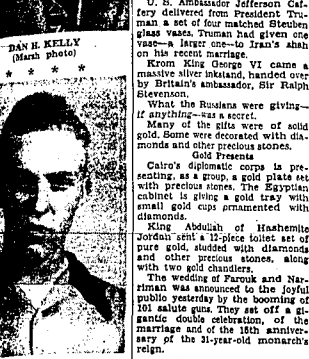 DAN H. KELLY
(Marsh photo)
* * * *
U. S. Ambassador Jefferson Caf-
fery delivered from President Tru-
man a set of four matched Steuben
glass vases. Truman had given one
vase—a larger one—to Iran's shah
on his recent marriage.
Krom King George VI came a
massive silver inkstand, handed over
by Britain's ambassador, Sir Ralph
Stevenson.
What the Russians were giving—
if anything—was a secret.
Many of the gifts were of solid
gold. Some were decorated with dia-
monds and other precious stones.
Gold Presents
Cairo's diplomatic corps is pre-
senting, as a group, a gold plate set
with precious stones. The Egyptian
cabinet is giving a gold tray with
small gold cups ornamented with
diamonds.
King Abdullah of Hashemite
Jordan sent a 12-piece toilet set of
pure gold, studded with diamonds
and other precious stones, along
with two gold chandlers.
The wedding of Farouk and Nar-
riman was announced to the joyful
public yesterday by the booming of
101 salute guns. They set off a gi-
gantic double celebration, of the
marriage and of the 15th anniver-
sary of the 31-year-old monarch's
reign.